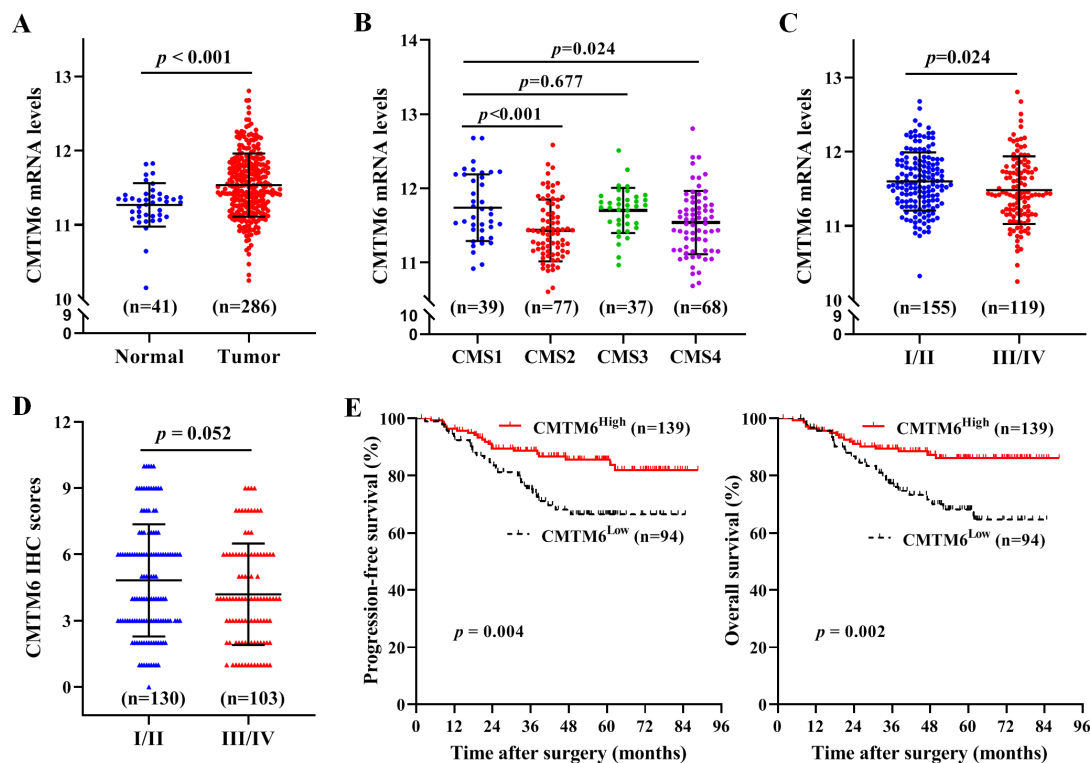 A
CMTM6 mRNA levels
13
12
11
10
9
0
p < 0.001
(n=41)
(n=286)
Normal
Tumor
B
CMTM6 mRNA levels
14
13
12
11
10
9
0
p=0.024
p=0.677
p<0.001
(n=39)
(n=77)
(n=37)
(n=68)
CMS1
CMS2
CMS3
CMS4
C
CMTM6 mRNA levels
13
12
11
10
9
0
p=0.024
(n=155)
(n=119)
I/II
III/IV
D
CMTM6 IHC scores
12
9
6
3
0
p = 0.052
(n=130)
(n=103)
I/II
III/IV
E
Progression-free survival (%)
100
80
60
40
20
0
CMTM6High (n=139)
CMTM6Low (n=94)
p = 0.004
0 12 24 36 48 60 72 84 96
Time after surgery (months)
Overall survival (%)
100
80
60
40
20
0
CMTM6High (n=139)
CMTM6Low (n=94)
p = 0.002
0 12 24 36 48 60 72 84 96
Time after surgery (months)